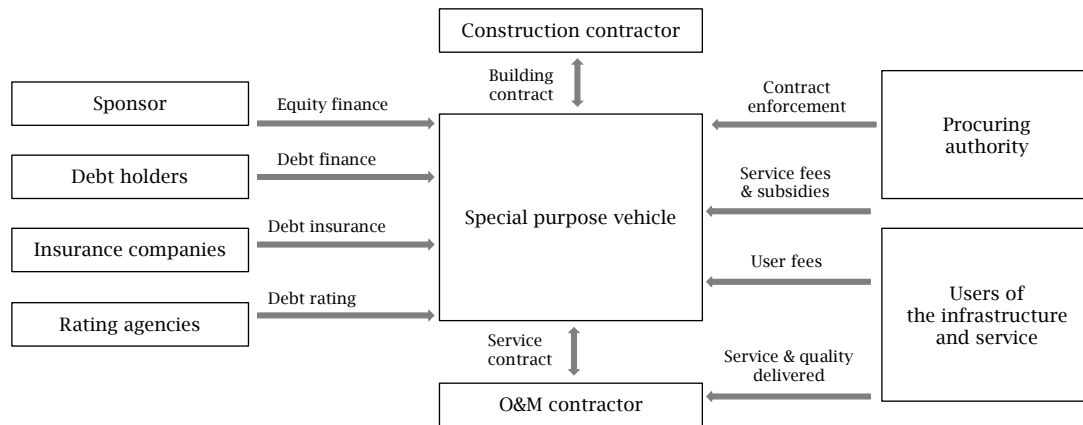 Construction contractor
Building
contract
Sponsor
Equity finance
Debt holders
Debt finance
Insurance companies
Debt insurance
Rating agencies
Debt rating
Special purpose vehicle
Contract
enforcement
Procuring
authority
Service fees
& subsidies
User fees
Users of
the infrastructure
and service
Service & quality
delivered
Service
contract
O&M contractor